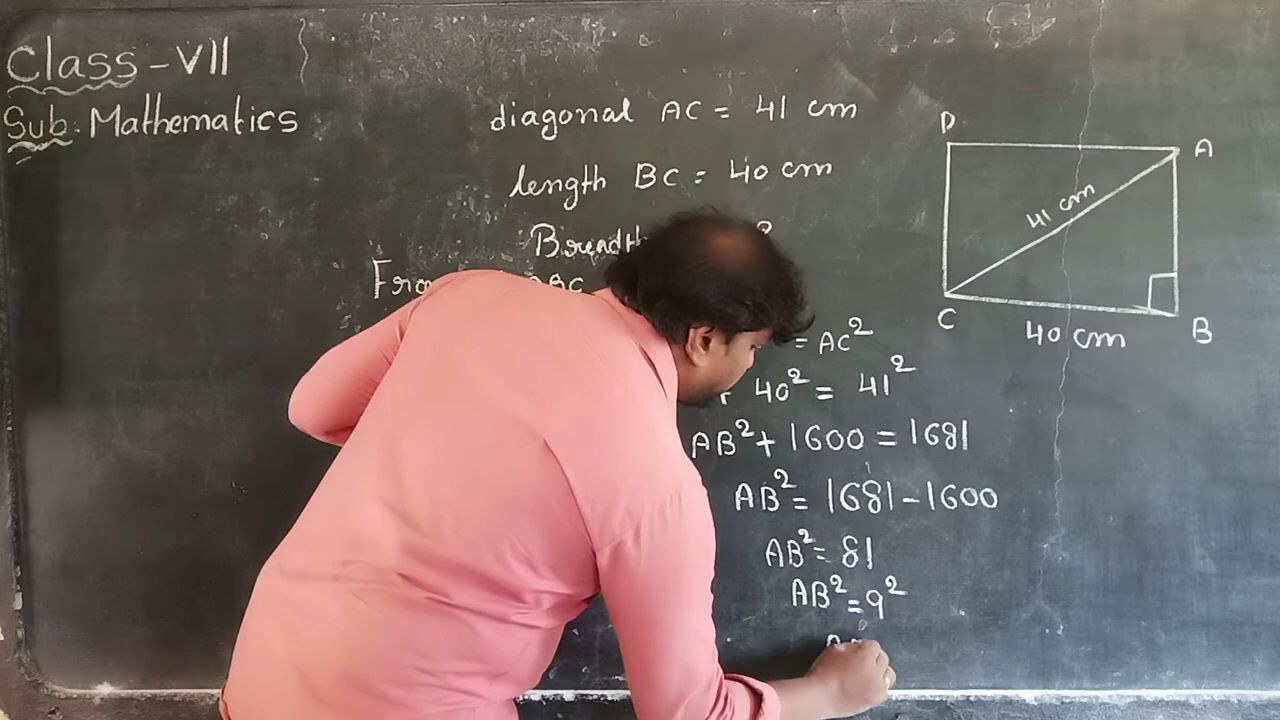 Class - VII
Sub: Mathematics
diagonal AC = 41 cm
length BC = 40 cm
?
= AC²
40² = 41²
AB² + 1600 = 1681
AB² = 1681 - 1600
AB² = 81
AB² = 9²
D
A
41 cm
C
B
40 cm